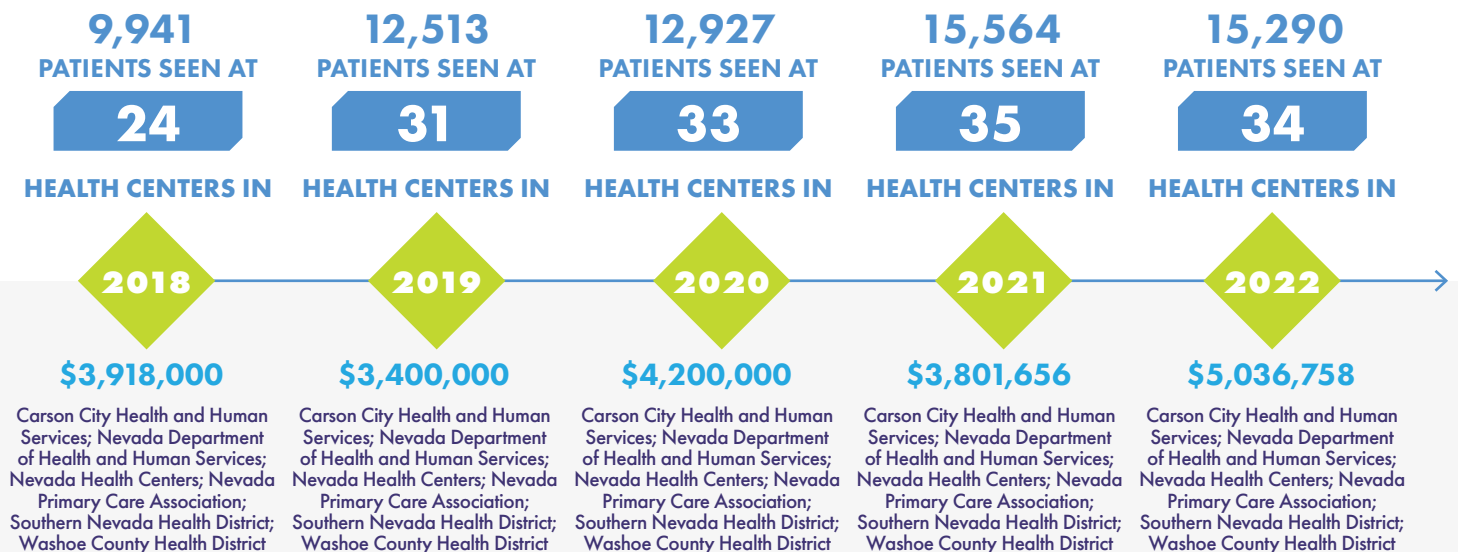 9,941
PATIENTS SEEN AT
24
HEALTH CENTERS IN
2018
$3,918,000
Carson City Health and Human
Services; Nevada Department
of Health and Human Services;
Nevada Health Centers; Nevada
Primary Care Association;
Southern Nevada Health District;
Washoe County Health District
12,513
PATIENTS SEEN AT
31
HEALTH CENTERS IN
2019
$3,400,000
Carson City Health and Human
Services; Nevada Department
of Health and Human Services;
Nevada Health Centers; Nevada
Primary Care Association;
Southern Nevada Health District;
Washoe County Health District
12,927
PATIENTS SEEN AT
33
HEALTH CENTERS IN
2020
$4,200,000
Carson City Health and Human
Services; Nevada Department
of Health and Human Services;
Nevada Health Centers; Nevada
Primary Care Association;
Southern Nevada Health District;
Washoe County Health District
15,564
PATIENTS SEEN AT
35
HEALTH CENTERS IN
2021
$3,801,656
Carson City Health and Human
Services; Nevada Department
of Health and Human Services;
Nevada Health Centers; Nevada
Primary Care Association;
Southern Nevada Health District;
Washoe County Health District
15,290
PATIENTS SEEN AT
34
HEALTH CENTERS IN
2022
$5,036,758
Carson City Health and Human
Services; Nevada Department
of Health and Human Services;
Nevada Health Centers; Nevada
Primary Care Association;
Southern Nevada Health District;
Washoe County Health District